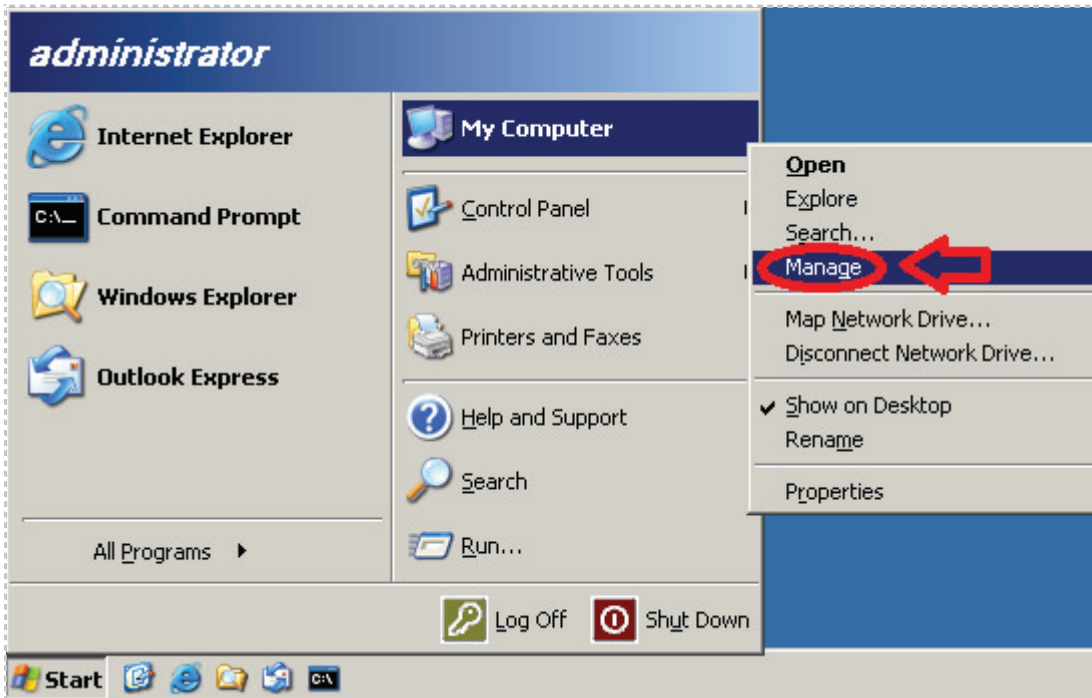 administrator
Internet Explorer
Command Prompt
Windows Explorer
Outlook Express
All Programs
My Computer
Control Panel
Administrative Tools
Printers and Faxes
Help and Support
Search
Run...
Open
Explore
Search...
Manage
Map Network Drive...
Disconnect Network Drive...
Show on Desktop
Rename
Properties
Log Off Shut Down
Start